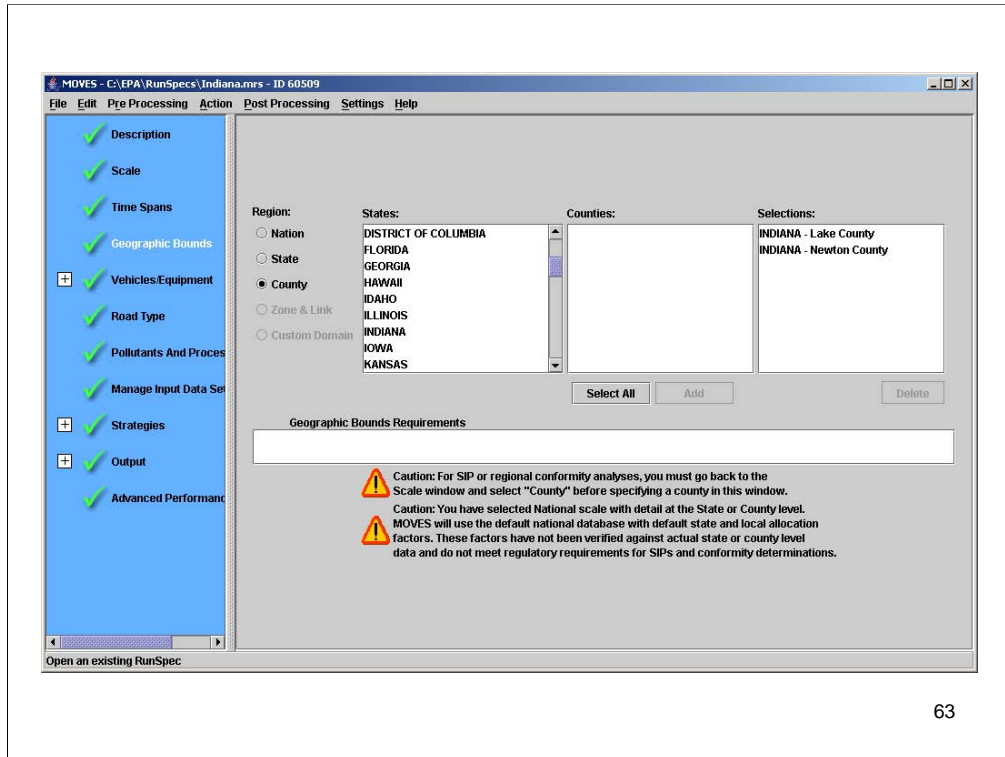 MOVES - C:\EPA\RunSpecs\Indiana.mrs - ID 60509
File Edit Pre Processing Action Post Processing Settings Help
Description
Scale
Time Spans
Geographic Bounds
Vehicles/Equipment
Road Type
Pollutants And Proces
Manage Input Data Set
Strategies
Output
Advanced Performanc
Region:
Nation
State
County
Zone & Link
Custom Domain
States:
DISTRICT OF COLUMBIA
FLORIDA
GEORGIA
HAWAII
IDAHO
ILLINOIS
INDIANA
IOWA
KANSAS
Counties:
Selections:
INDIANA - Lake County
INDIANA - Newton County
Select All
Add
Delete
Geographic Bounds Requirements
Caution: For SIP or regional conformity analyses, you must go back to the
Scale window and select "County" before specifying a county in this window.
Caution: You have selected National scale with detail at the State or County level.
MOVES will use the default national database with default state and local allocation
factors. These factors have not been verified against actual state or county level
data and do not meet regulatory requirements for SIPs and conformity determinations.
Open an existing RunSpec
63